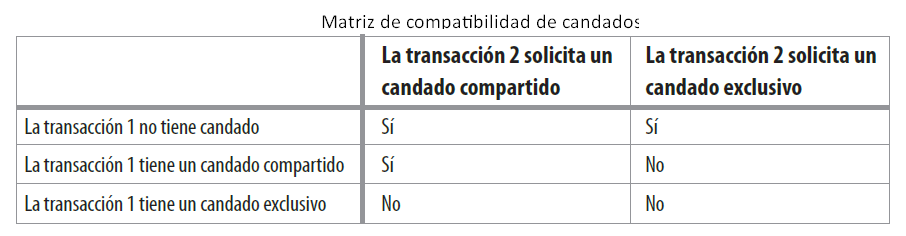 Matriz de compatibilidad de candados
La transacción 2 solicita un La transacción 2 solicita un
candado compartido candado exclusivo
La transacción 1 no tiene candado Sí Sí
La transacción 1 tiene un candado compartido Sí No
La transacción 1 tiene un candado exclusivo No No